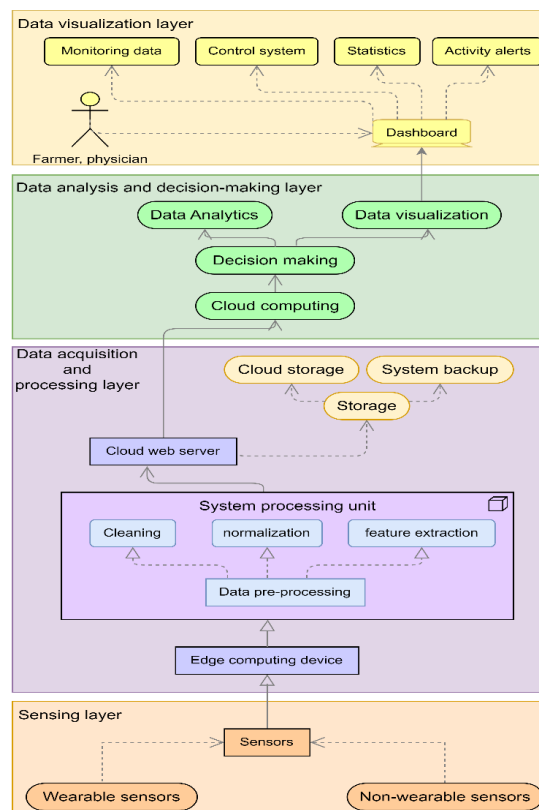 Data visualization layer
Monitoring data
Control system
Statistics
Activity alerts
Dashboard
Farmer, physician
Data analysis and decision-making layer
Data Analytics
Data visualization
Decision making
Cloud computing
Data acquisition
and
processing layer
Cloud storage
System backup
Storage
Cloud web server
System processing unit
Cleaning
normalization
feature extraction
Data pre-processing
Edge computing device
Sensing layer
Sensors
Wearable sensors
Non-wearable sensors